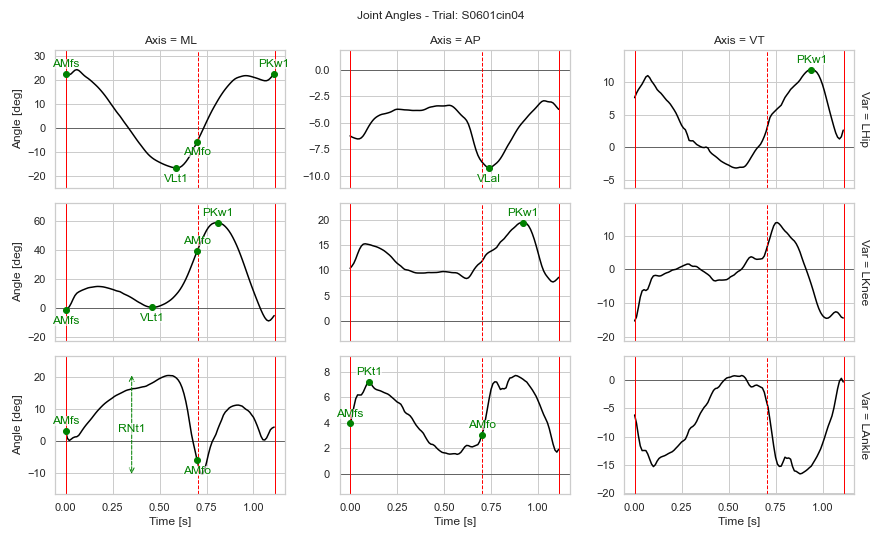 Joint Angles - Trial: S0601cin04
Axis = ML
Axis = AP
Axis = VT
30
20
10
0
−10
−20
Angle [deg]
AMfs
VLt1
AMfo
PKw1
0.0
−2.5
−5.0
−7.5
−10.0
VLaI
10
5
0
−5
PKw1
Var = LHip
60
40
20
0
−20
Angle [deg]
AMfs
VLt1
AMfo
PKw1
20
15
10
5
0
PKw1
10
0
−10
−20
Var = LKnee
20
10
0
−10
Angle [deg]
AMfs
RNt1
AMfo
0.00 0.25 0.50 0.75 1.00
Time [s]
8
6
4
2
0
AMfs
PKt1
AMfo
0.00 0.25 0.50 0.75 1.00
Time [s]
0
−5
−10
−15
−20
Var = LAnkle
0.00 0.25 0.50 0.75 1.00
Time [s]